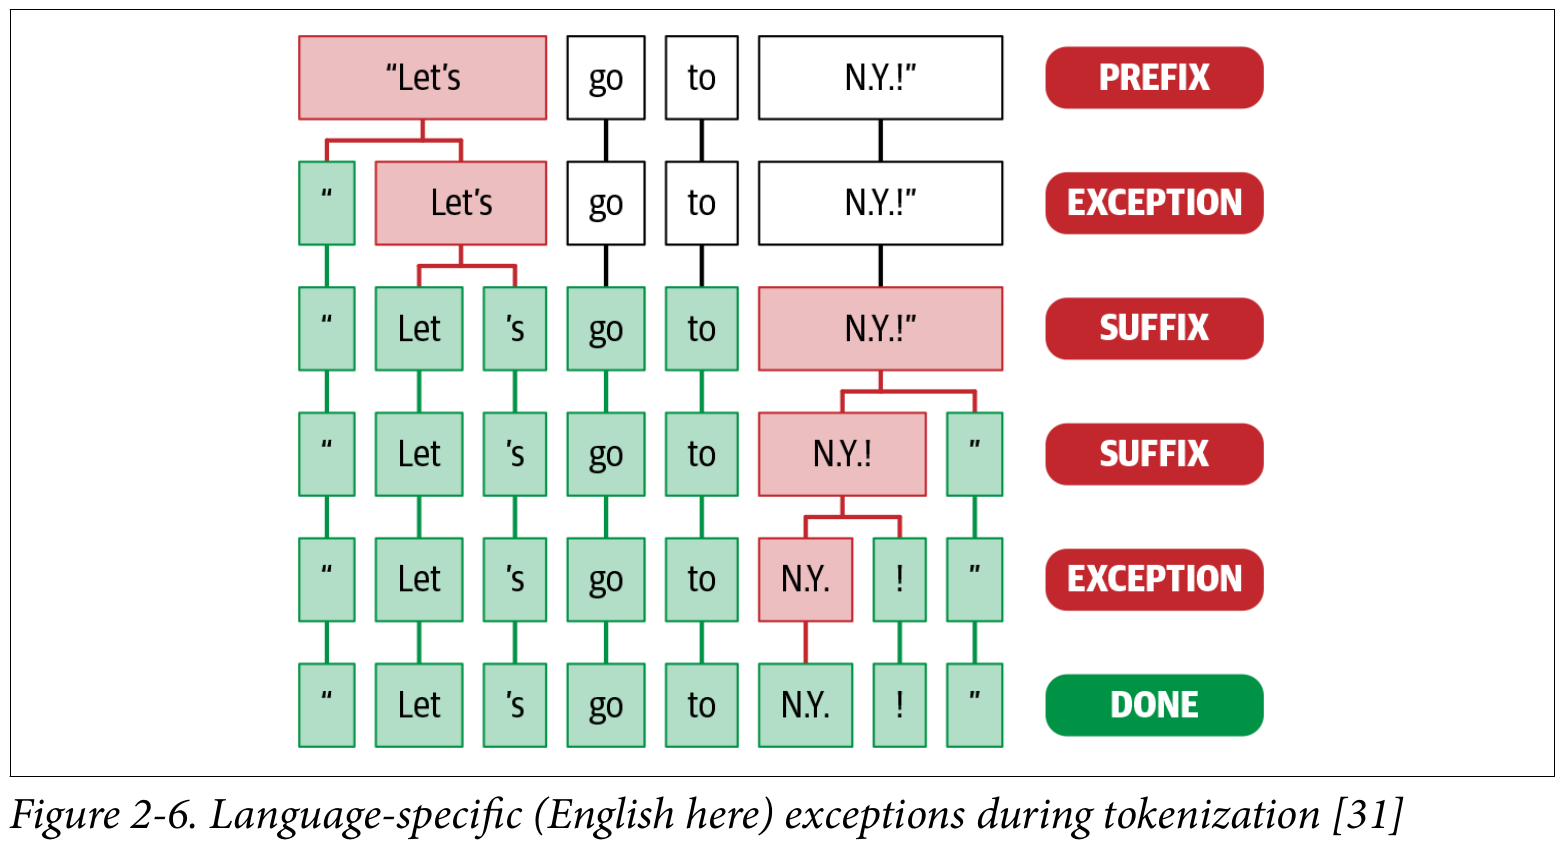 “Let’s go to N.Y.!” PREFIX
“ Let’s go to N.Y.!” EXCEPTION
“ Let ’s go to N.Y.!” SUFFIX
“ Let ’s go to N.Y.! ” SUFFIX
“ Let ’s go to N.Y. ! ” EXCEPTION
“ Let ’s go to N.Y. ! ” DONE
Figure 2-6. Language-specific (English here) exceptions during tokenization [31]